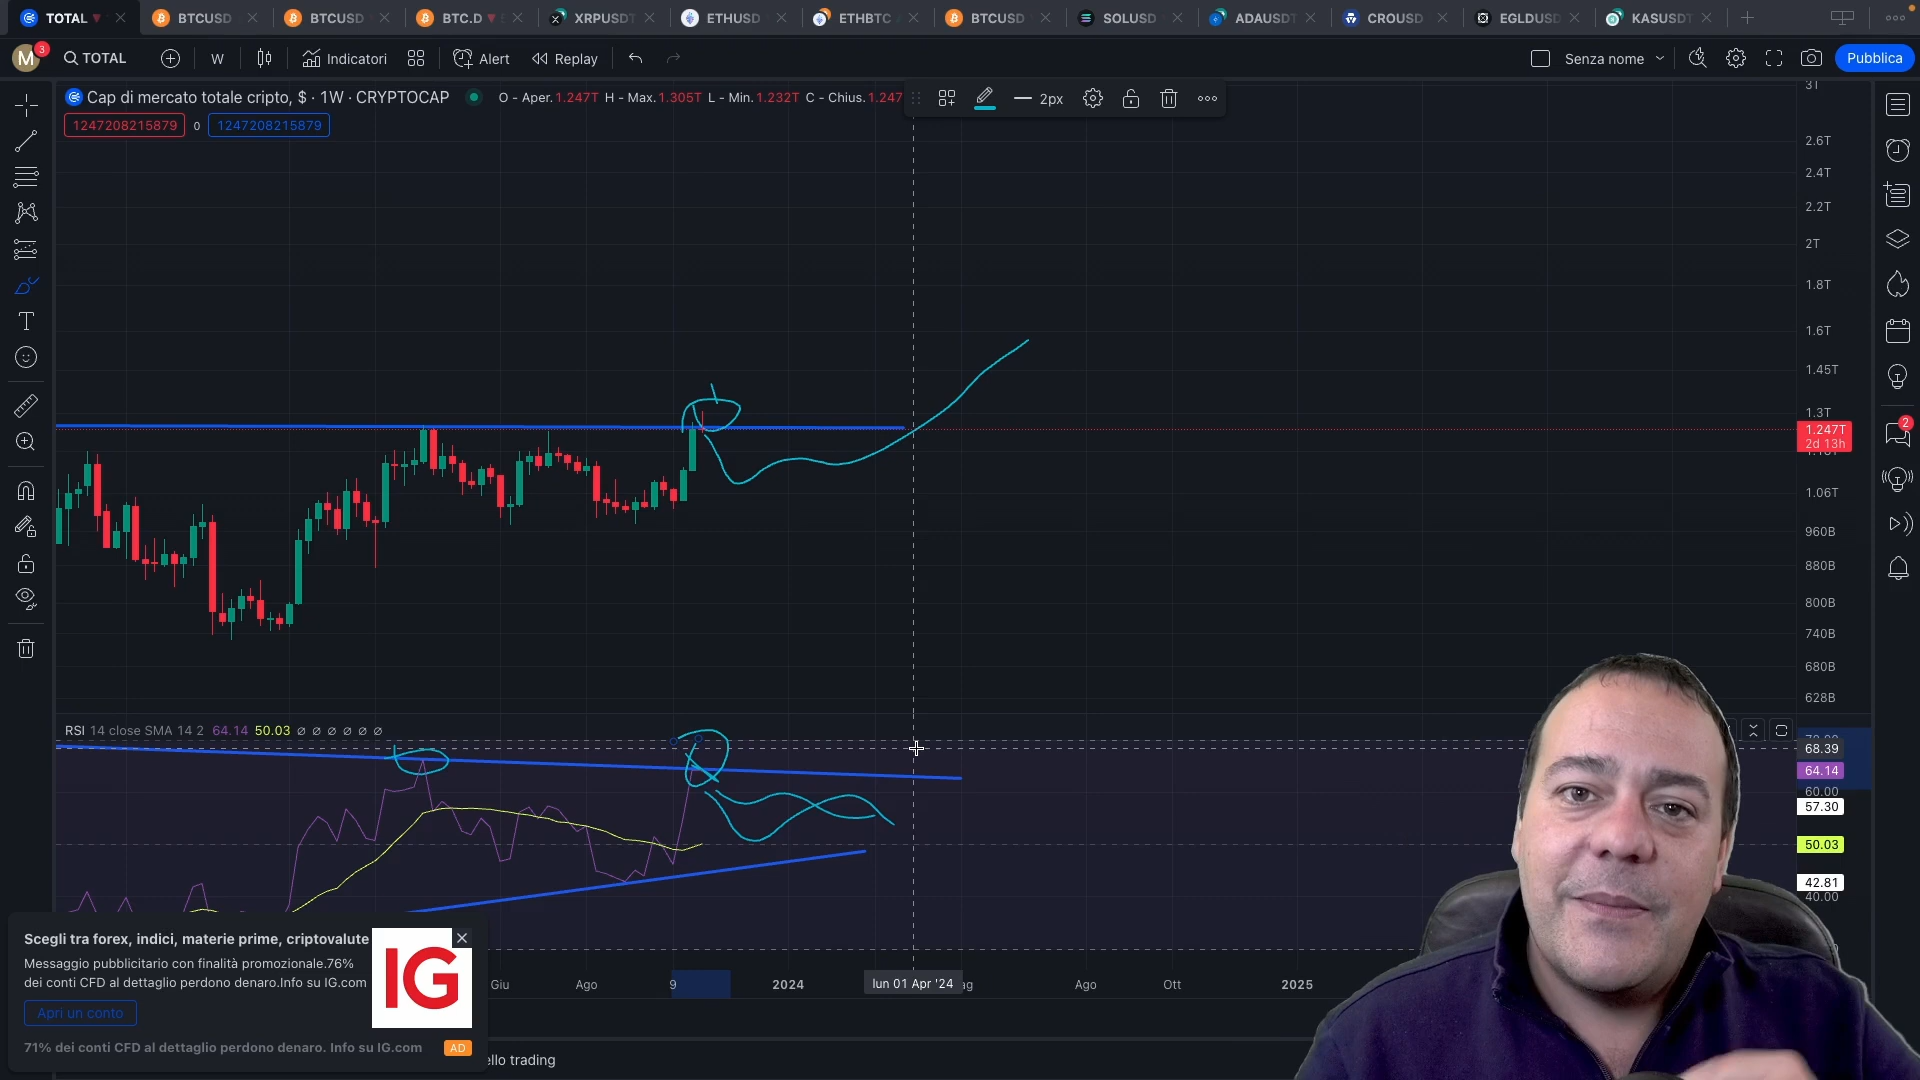 TOTAL
BTCUSD
BTCUSD
BTC.D
XRPUSDT
ETHUSD
ETHBTC
BTCUSD
SOLUSD
ADAUSDT
CROUSD
EGLDUSD
KASUSDT
M
3
TOTAL
W
Indicatori
Alert
Replay
Senza nome
Pubblica
Cap di mercato totale cripto, $ · 1W · CRYPTOCAP
O - Aper. 1.247T H - Max. 1.305T L - Min. 1.232T C - Chius. 1.247
2px
1247208215879 0 1247208215879
3T
2.6T
2.4T
2.2T
2T
1.8T
1.6T
1.45T
1.3T
1.247T
2d 13h
1.06T
960B
880B
800B
740B
680B
628B
2
RSI 14 close SMA 14 2 64.14 50.03 ∅ ∅ ∅ ∅ ∅ ∅
68.39
64.14
60.00
57.30
50.03
42.81
40.00
Scegli tra forex, indici, materie prime, criptovalute
Messaggio pubblicitario con finalità promozionale.76%
dei conti CFD al dettaglio perdono denaro.Info su IG.com
Apri un conto
IG
71% dei conti CFD al dettaglio perdono denaro. Info su IG.com
AD
Giu
Ago
9
2024
lun 01 Apr '24
ag
Ago
Ott
2025
ello trading